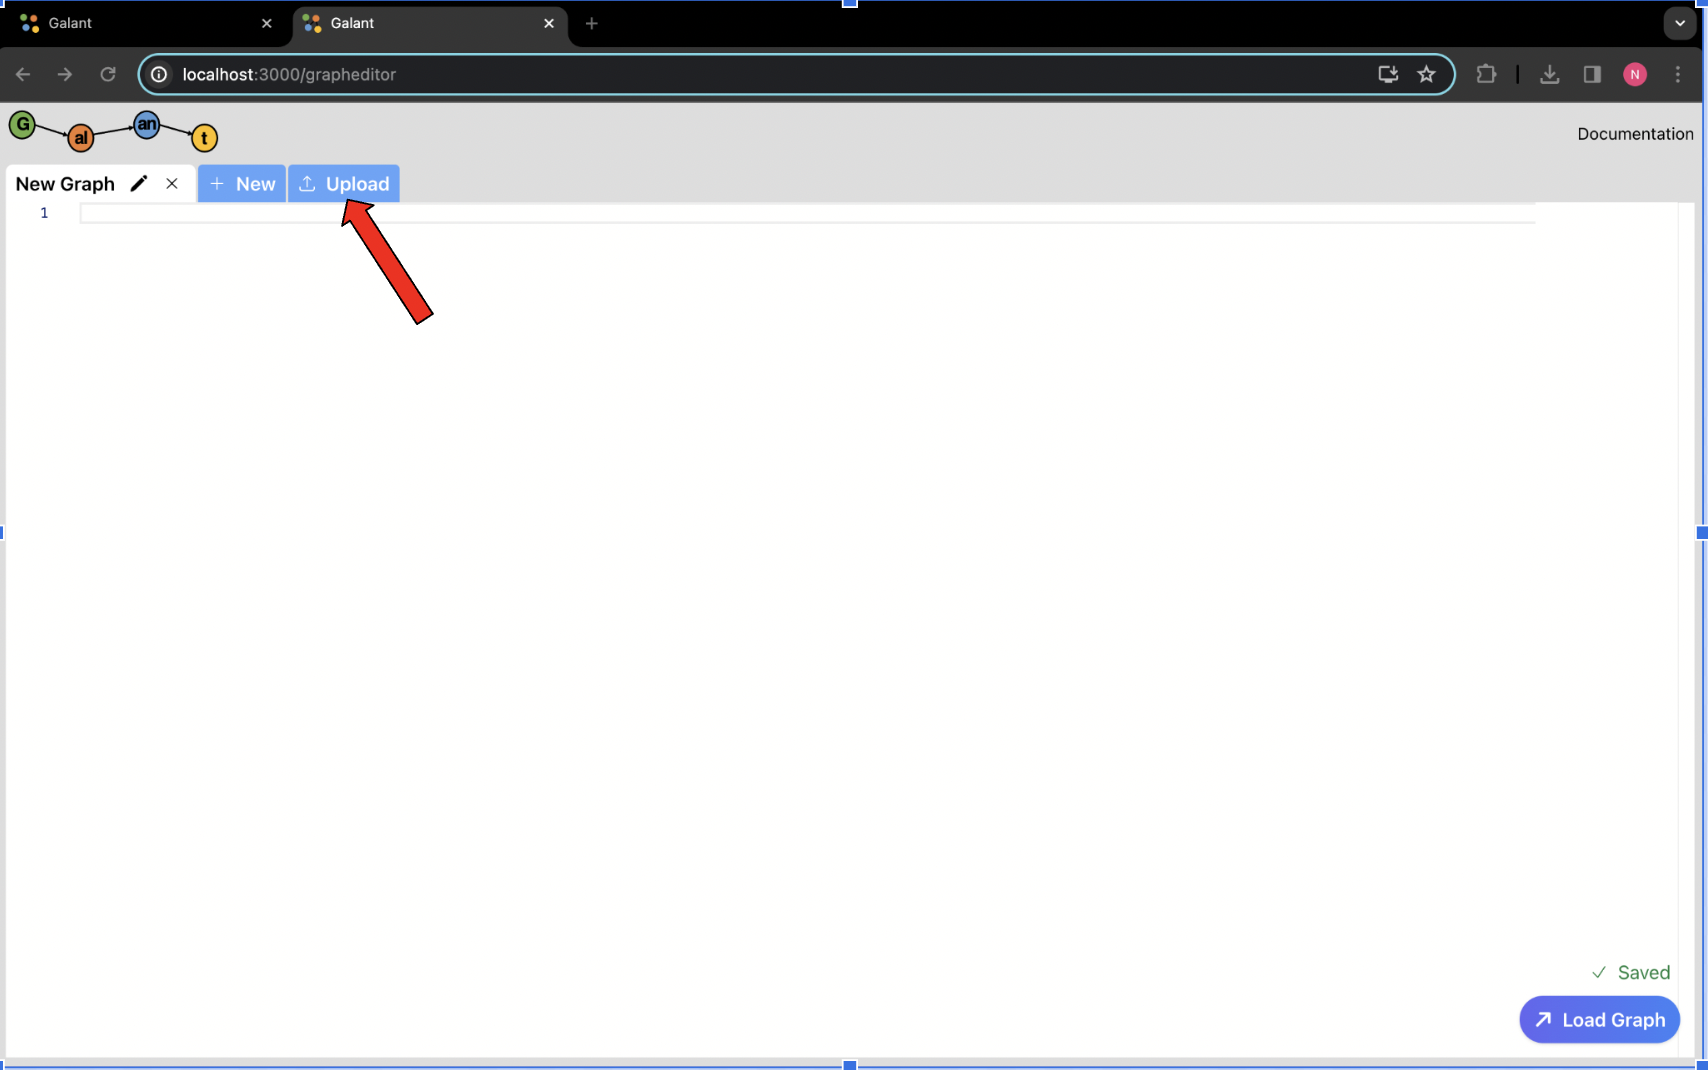 Galant
Galant
localhost:3000/grapheditor
N
G al an t
Documentation
New Graph
New
Upload
1
Saved
Load Graph